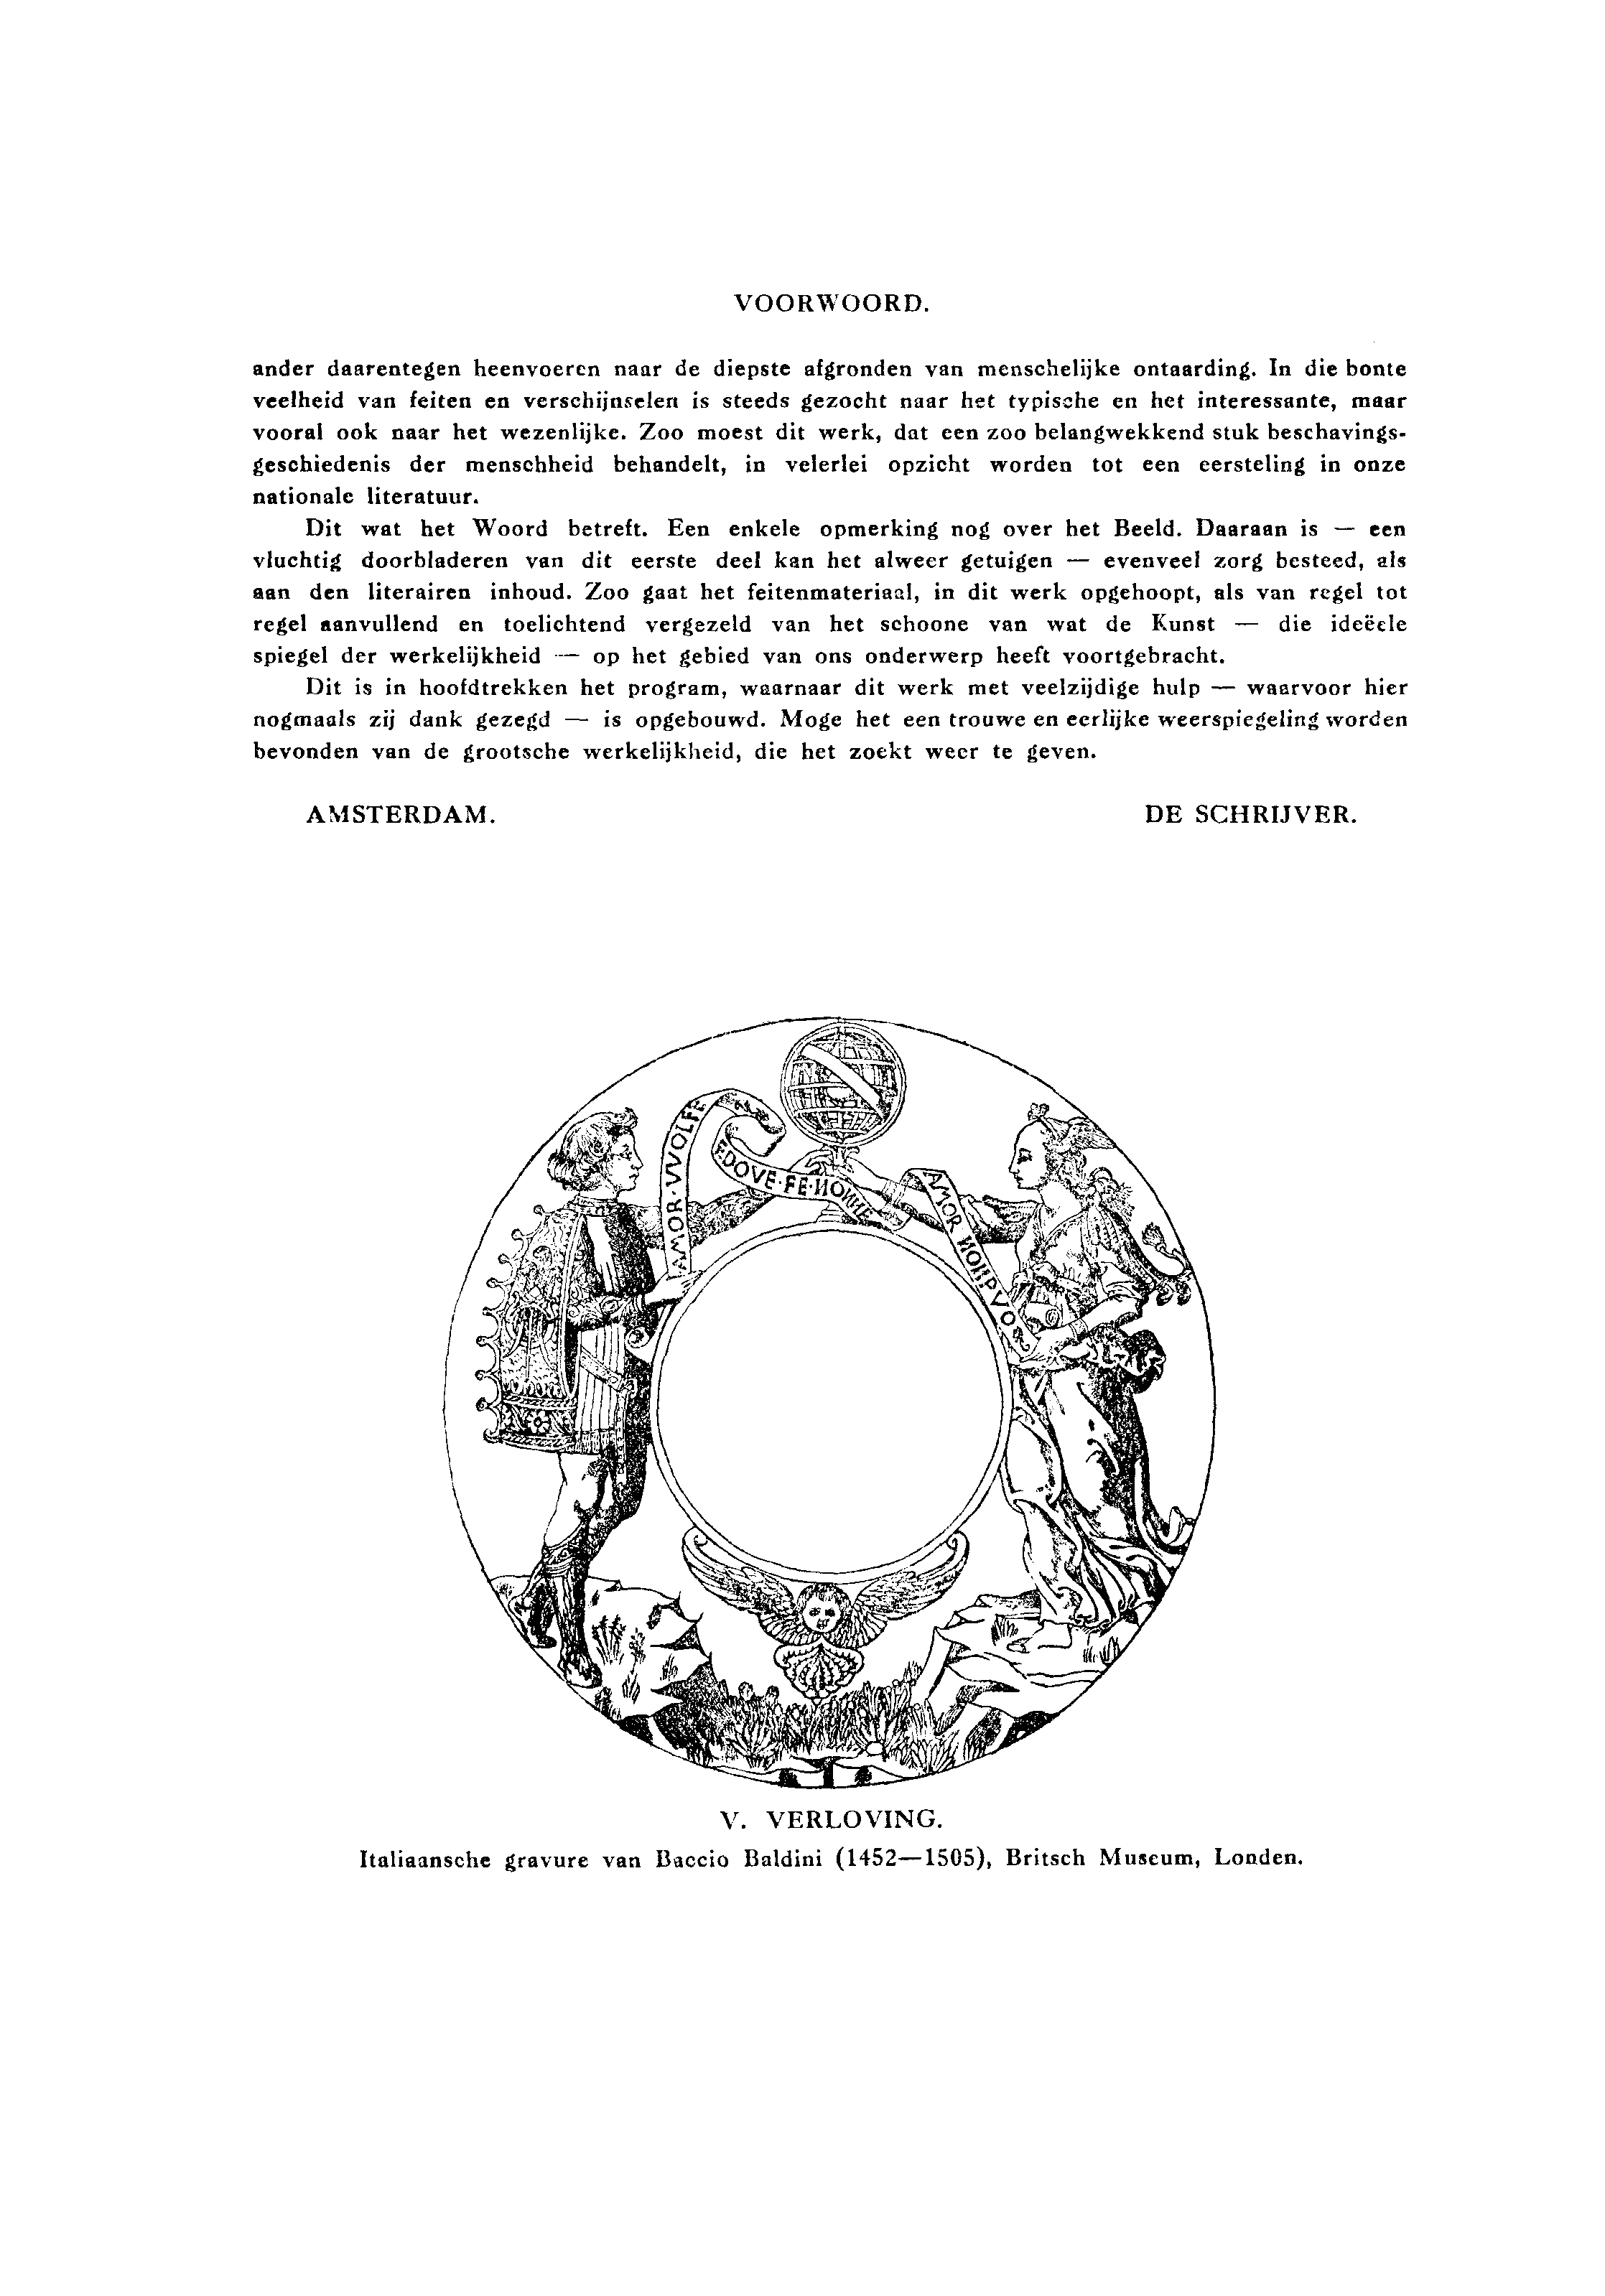 VOORWOORD.
ander daarentegen heenvoeren naar de diepste afgronden van menschelijke ontaarding. In die bonte
veelheid van feiten en verschijnselen is steeds gezocht naar het typische en het interessante, maar
vooral ook naar het wezenlijke. Zoo moest dit werk, dat een zoo belangwekkend stuk beschavings-
geschiedenis der menschheid behandelt, in velerlei opzicht worden tot een eersteling in onze
nationale literatuur.
Dit wat het Woord betreft. Een enkele opmerking nog over het Beeld. Daaraan is — een
vluchtig doorbladeren van dit eerste deel kan het alweer getuigen — evenveel zorg besteed, als
aan den literairen inhoud. Zoo gaat het feitenmateriaal, in dit werk opgehoopt, als van regel tot
regel aanvullend en toelichtend vergezeld van het schoone van wat de Kunst — die ideëele
spiegel der werkelijkheid — op het gebied van ons onderwerp heeft voortgebracht.
Dit is in hoofdtrekken het program, waarnaar dit werk met veelzijdige hulp — waarvoor hier
nogmaals zij dank gezegd — is opgebouwd. Moge het een trouwe en eerlijke weerspiegeling worden
bevonden van de grootsche werkelijkheid, die het zoekt weer te geven.
AMSTERDAM. DE SCHRIJVER.
AMOR·VVOLFE
EDOVE·FE·NONNE
AMOR NONPVO
V. VERLOVING.
Italiaansche gravure van Baccio Baldini (1452—1505), Britsch Museum, Londen.